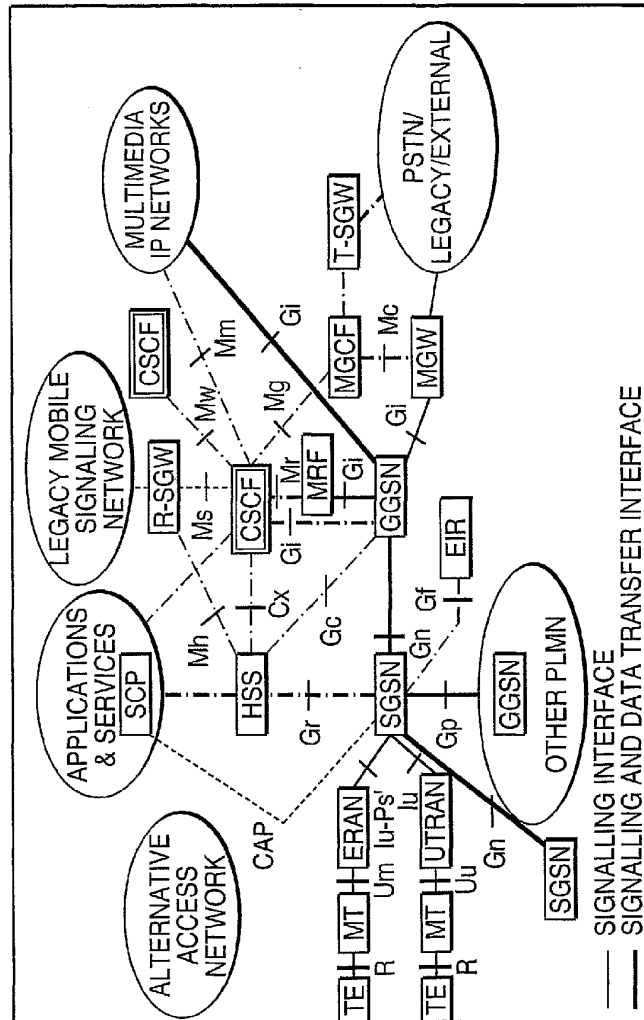 ALTERNATIVE
ACCESS
NETWORK
APPLICATIONS
& SERVICES
SCP
LEGACY MOBILE
SIGNALING
NETWORK
R-SGW
CSCF
MULTIMEDIA
IP NETWORKS
CAP
Mh
Ms
Mw
Mm
HSS
Cx
CSCF
Gi
Gr
Gc
Gi
Mr
MRF
Gi
Mg
MGCF
T-SGW
TE
R
MT
Um
ERAN
Iu-Ps'
Iu
SGSN
Gn
GGSN
Gi
MGW
Mc
PSTN/
LEGACY/EXTERNAL
TE
R
MT
Uu
UTRAN
Gn
Gp
Gf
EIR
SGSN
GGSN
OTHER PLMN
SIGNALLING INTERFACE
SIGNALLING AND DATA TRANSFER INTERFACE